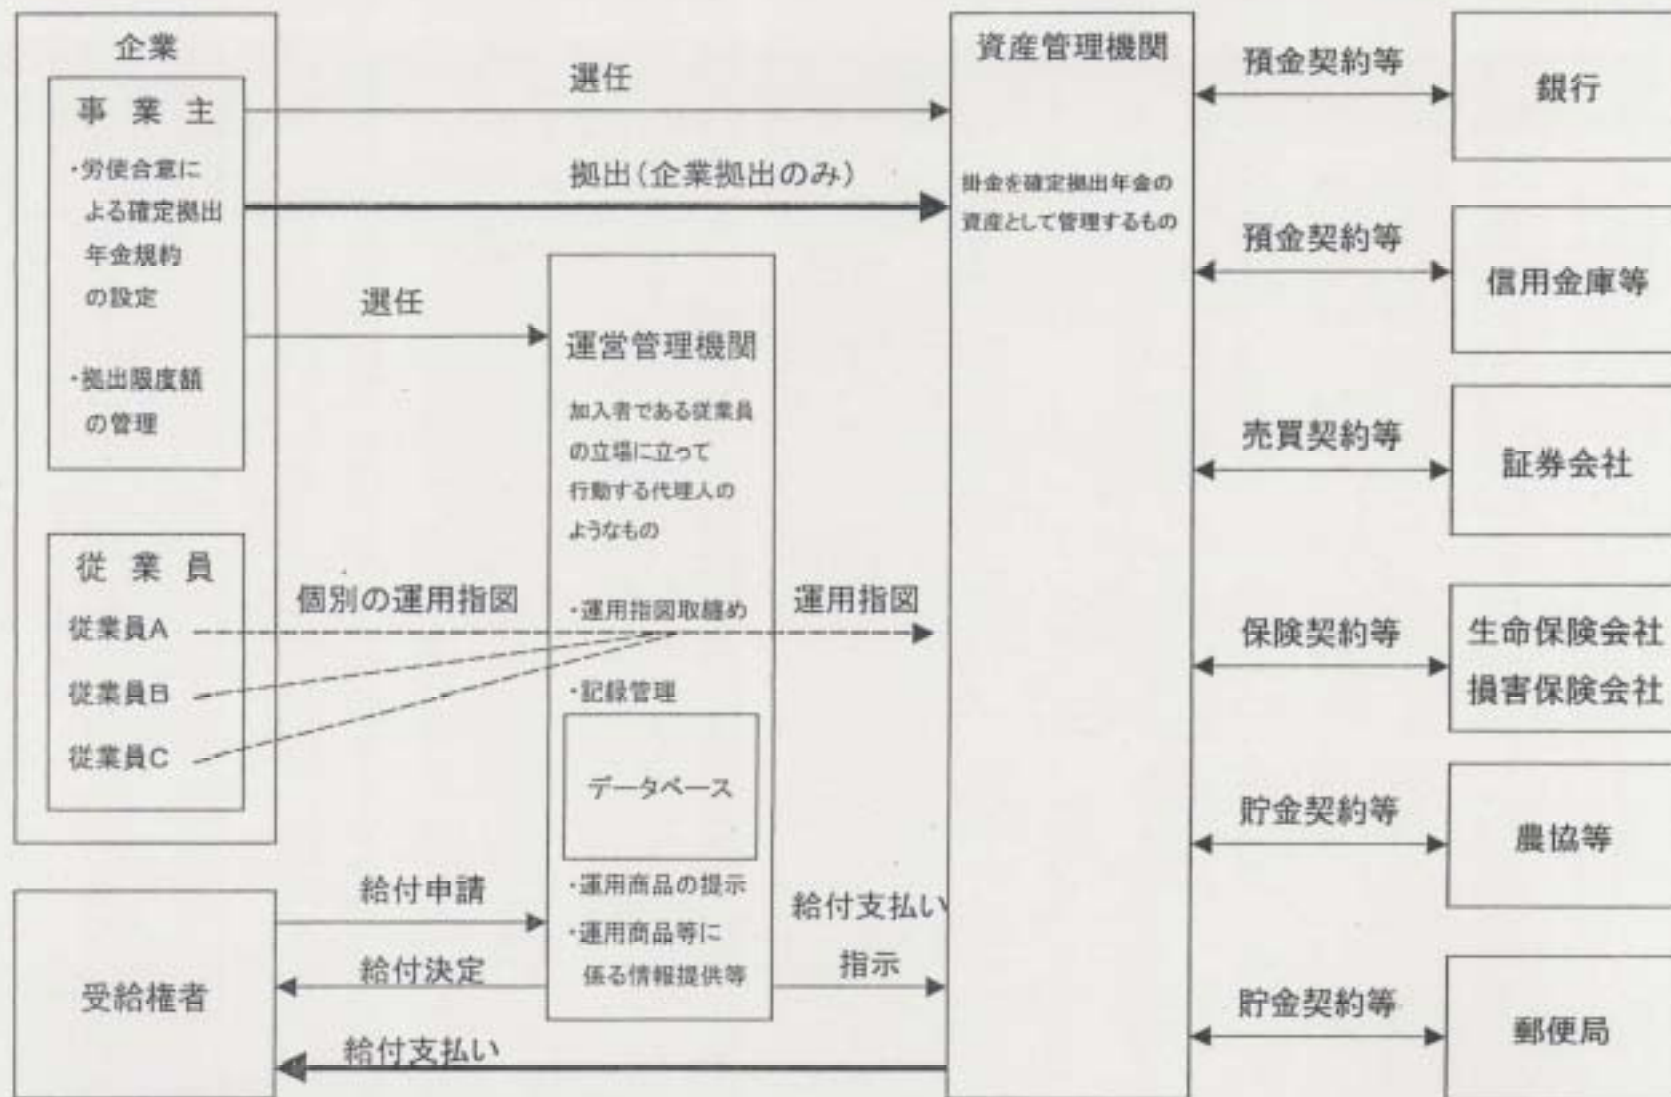 企業
事業主
・労使合意に
よる確定拠出
年金規約
の設定
・拠出限度額
の管理
従業員
従業員A
従業員B
従業員C
受給権者
選任
拠出(企業拠出のみ)
選任
個別の運用指図
給付申請
給付決定
給付支払い
運営管理機関
加入者である従業員
の立場に立って
行動する代理人の
ようなもの
・運用指図取纏め
・記録管理
データベース
・運用商品の提示
・運用商品等に
係る情報提供等
運用指図
給付支払い
指示
資産管理機関
掛金を確定拠出年金の
資産として管理するもの
預金契約等
銀行
預金契約等
信用金庫等
売買契約等
証券会社
保険契約等
生命保険会社
損害保険会社
貯金契約等
農協等
貯金契約等
郵便局